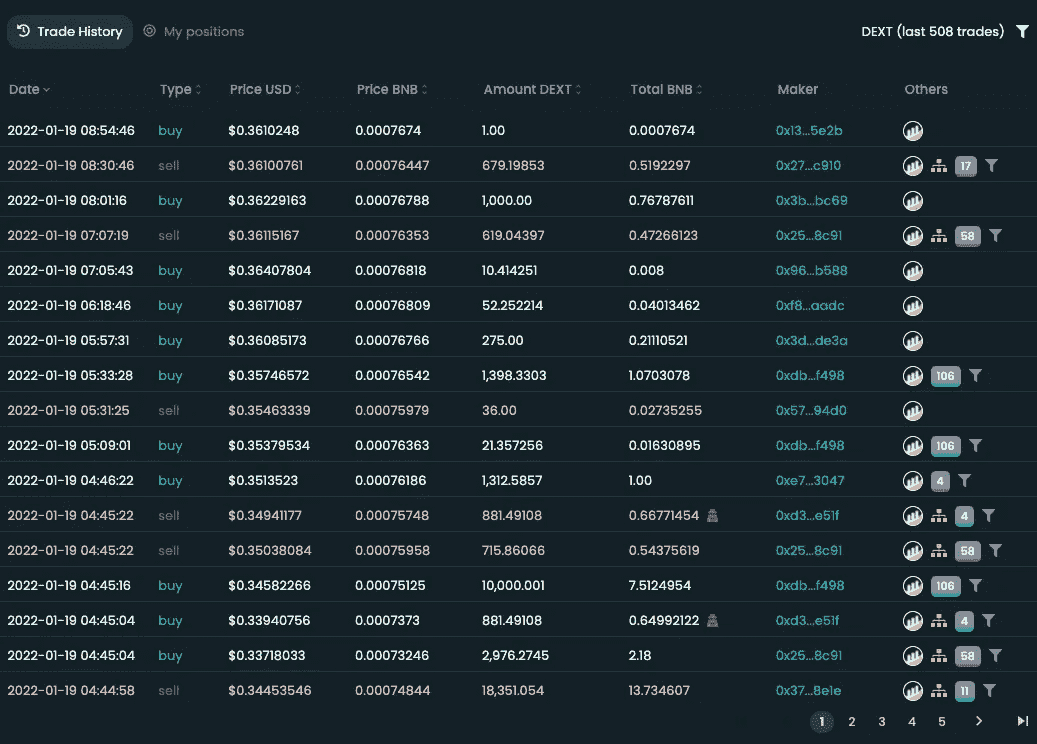 Trade History My positions DEXT (last 508 trades)
Date Type Price USD Price BNB Amount DEXT Total BNB Maker Others
2022-01-19 08:54:46 buy $0.3610248 0.0007674 1.00 0.0007674 0x13...5e2b
2022-01-19 08:30:46 sell $0.36100761 0.00076447 679.19853 0.5192297 0x27...c910 17
2022-01-19 08:01:16 buy $0.36229163 0.00076788 1,000.00 0.76787611 0x3b...bc69
2022-01-19 07:07:19 sell $0.36115167 0.00076353 619.04397 0.47266123 0x25...8c91 58
2022-01-19 07:05:43 buy $0.36407804 0.00076818 10.414251 0.008 0x96...b588
2022-01-19 06:18:46 buy $0.36171087 0.00076809 52.252214 0.04013462 0xf8...aadc
2022-01-19 05:57:31 buy $0.36085173 0.00076766 275.00 0.21110521 0x3d...de3a
2022-01-19 05:33:28 buy $0.35746572 0.00076542 1,398.3303 1.0703078 0xdb...f498 106
2022-01-19 05:31:25 sell $0.35463339 0.00075979 36.00 0.02735255 0x57...94d0
2022-01-19 05:09:01 buy $0.35379534 0.00076363 21.357256 0.01630895 0xdb...f498 106
2022-01-19 04:46:22 buy $0.3513523 0.00076186 1,312.5857 1.00 0xe7...3047 4
2022-01-19 04:45:22 sell $0.34941177 0.00075748 881.49108 0.66771454 0xd3...e51f 4
2022-01-19 04:45:22 sell $0.35038084 0.00075958 715.86066 0.54375619 0x25...8c91 58
2022-01-19 04:45:16 buy $0.34582266 0.00075125 10,000.001 7.5124954 0xdb...f498 106
2022-01-19 04:45:04 buy $0.33940756 0.0007373 881.49108 0.64992122 0xd3...e51f 4
2022-01-19 04:45:04 buy $0.33718033 0.00073246 2,976.2745 2.18 0x25...8c91 58
2022-01-19 04:44:58 sell $0.34453546 0.00074844 18,351.054 13.734607 0x37...8e1e 11
1 2 3 4 5